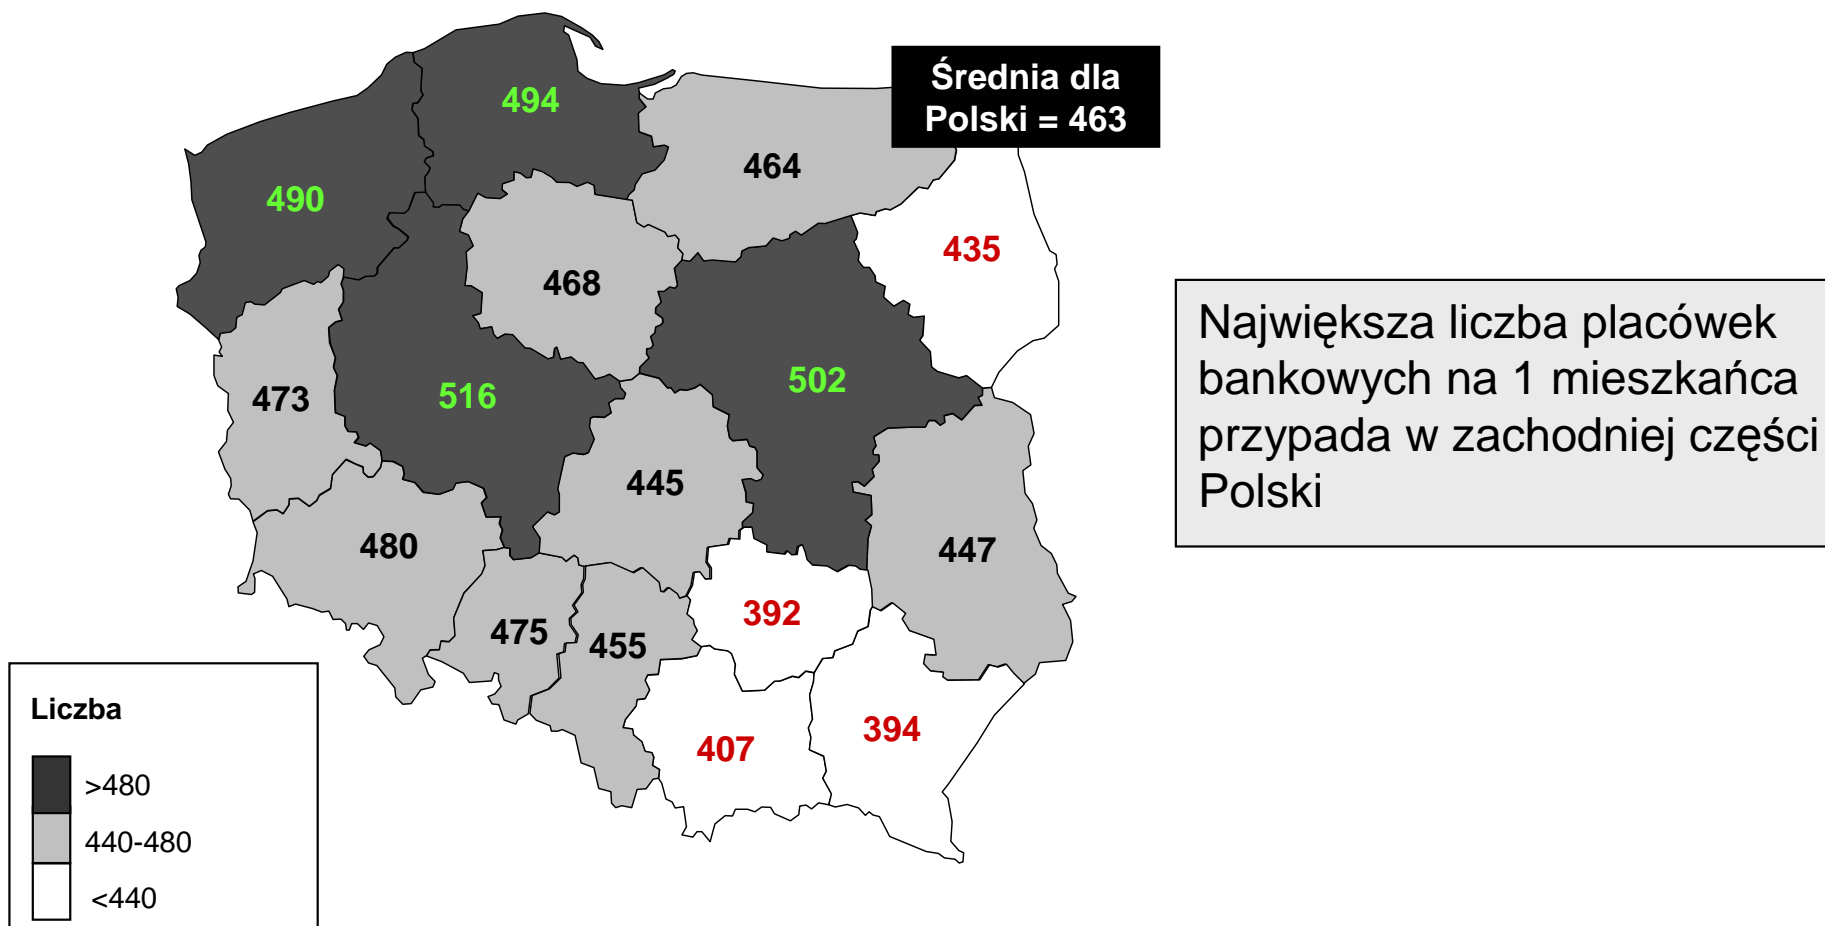 Średnia dla
Polski = 463
494
464
490
435
468
502
473
516
445
480
447
392
475
455
394
407
Największa liczba placówek
bankowych na 1 mieszkańca
przypada w zachodniej części
Polski
Liczba
>480
440-480
<440